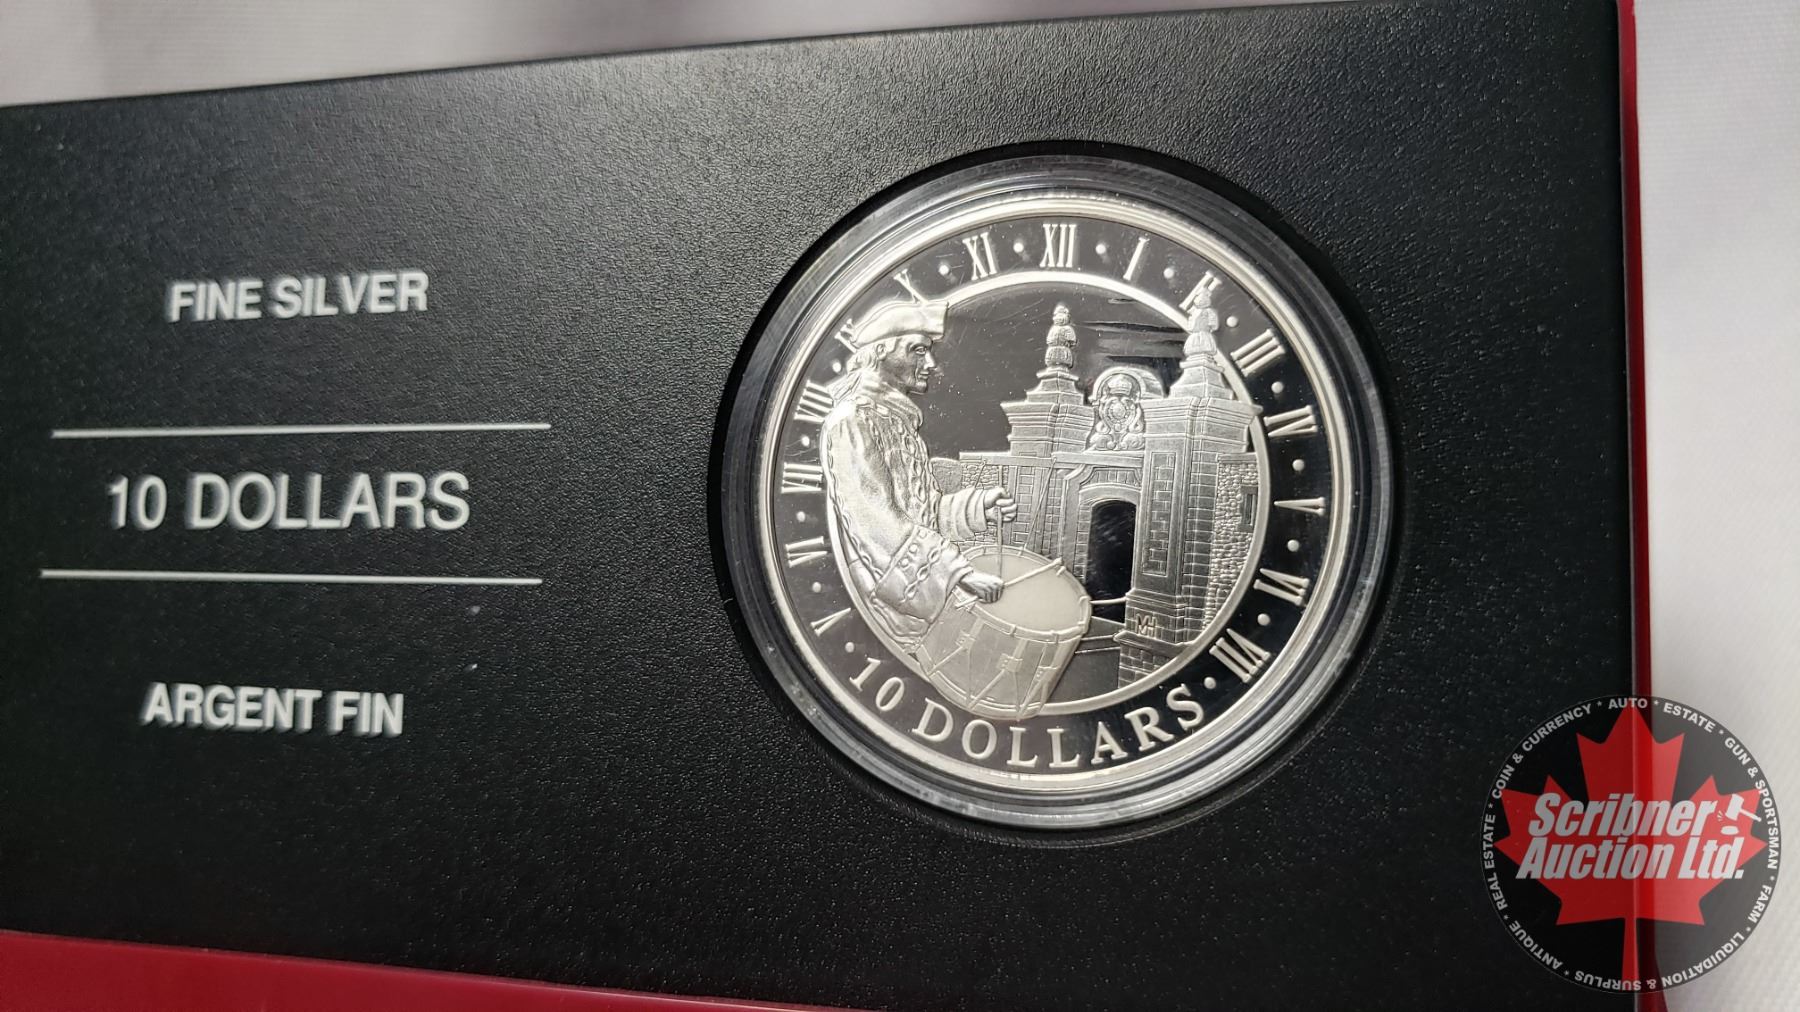 FINE SILVER
10 DOLLARS
ARGENT FIN
V · VI · VII · VIII · IX X · XI · XII · I · II · III · IV · V · VI · VII
10 DOLLARS
MH
COIN & CURRENCY * AUTO * ESTATE * GUN & SPORTSMAN * FARM * LIQUIDATION & SURPLUS * ANTIQUE * REAL ESTATE *
Scribner
Auction Ltd.